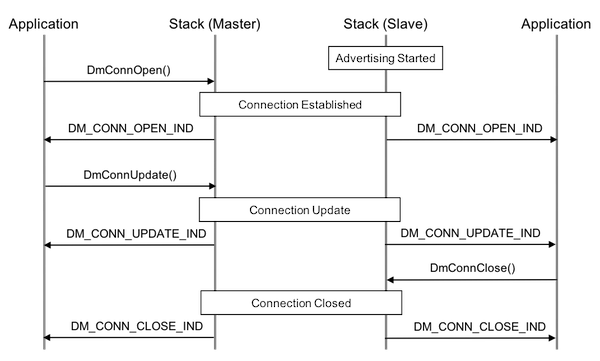 Application
Stack (Master)
Stack (Slave)
Application
Advertising Started
DmConnOpen()
Connection Established
DM_CONN_OPEN_IND
DM_CONN_OPEN_IND
DmConnUpdate()
Connection Update
DM_CONN_UPDATE_IND
DM_CONN_UPDATE_IND
DmConnClose()
Connection Closed
DM_CONN_CLOSE_IND
DM_CONN_CLOSE_IND